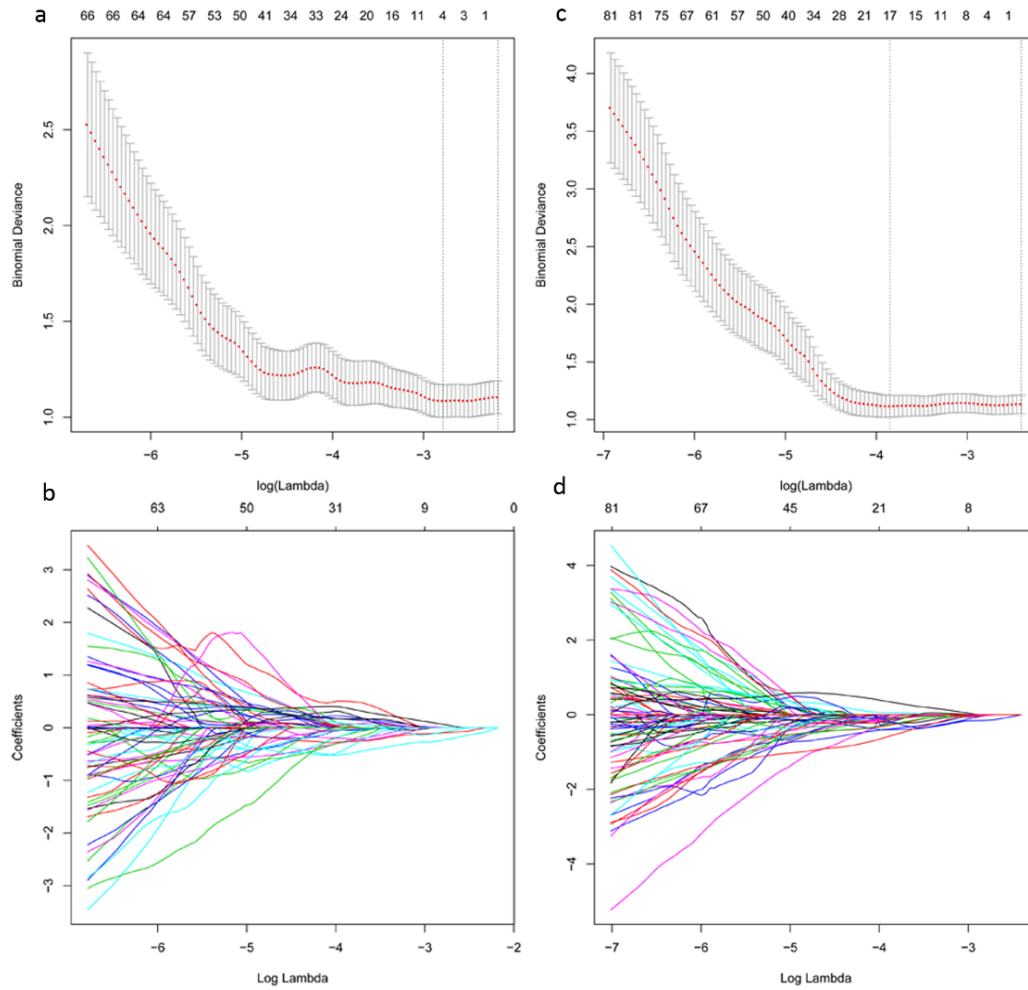 a
66 66 64 64 57 53 50 41 34 33 24 20 16 11 4 3 1
Binomial Deviance
2.5
2.0
1.5
1.0
−6 −5 −4 −3
log(Lambda)
c
81 81 75 67 61 57 50 40 34 28 21 17 15 11 8 4 1
Binomial Deviance
4.0
3.5
3.0
2.5
2.0
1.5
1.0
−7 −6 −5 −4 −3
log(Lambda)
b
63 50 31 9 0
Coefficients
3
2
1
0
−1
−2
−3
−6 −5 −4 −3 −2
Log Lambda
d
81 67 45 21 8
Coefficients
4
2
0
−2
−4
−7 −6 −5 −4 −3
Log Lambda